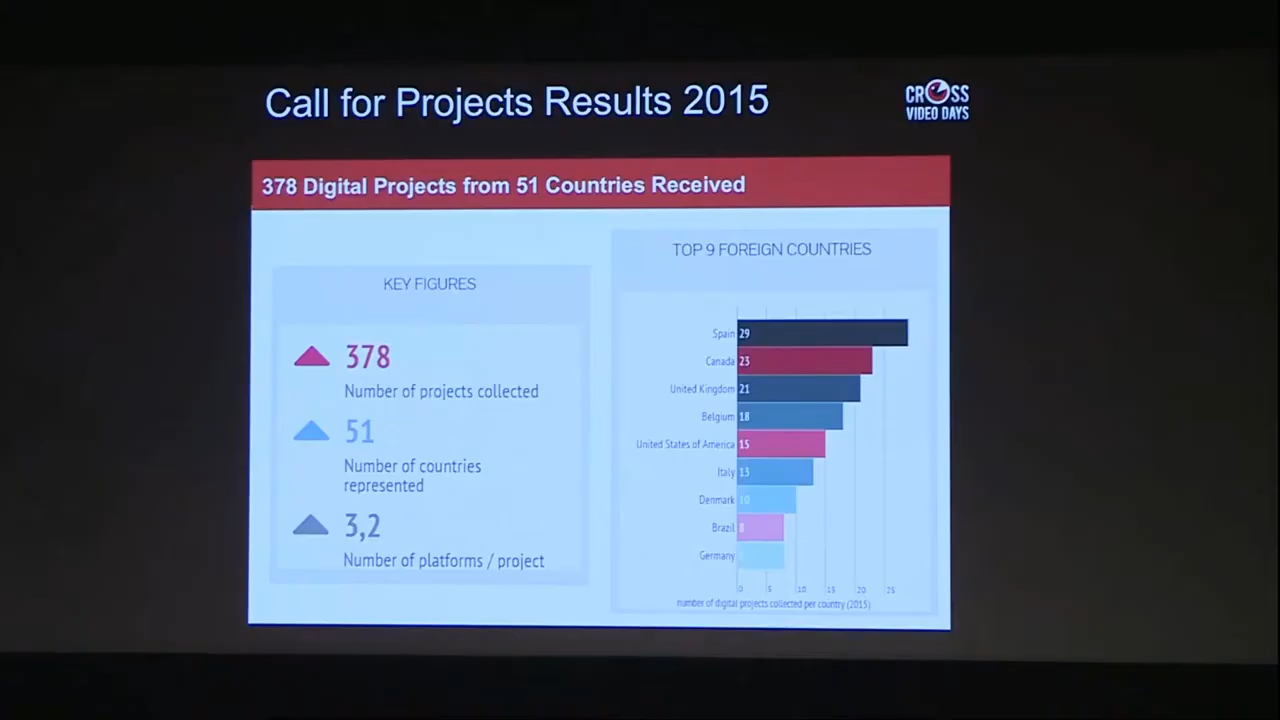 Call for Projects Results 2015
CROSS
VIDEO DAYS
378 Digital Projects from 51 Countries Received
KEY FIGURES
378
Number of projects collected
51
Number of countries
represented
3,2
Number of platforms / project
TOP 9 FOREIGN COUNTRIES
Spain 29
Canada 23
United Kingdom 21
Belgium 18
United States of America 15
Italy 13
Denmark 10
Brazil 8
Germany
0 5 10 15 20 25
number of digital projects collected per country (2015)